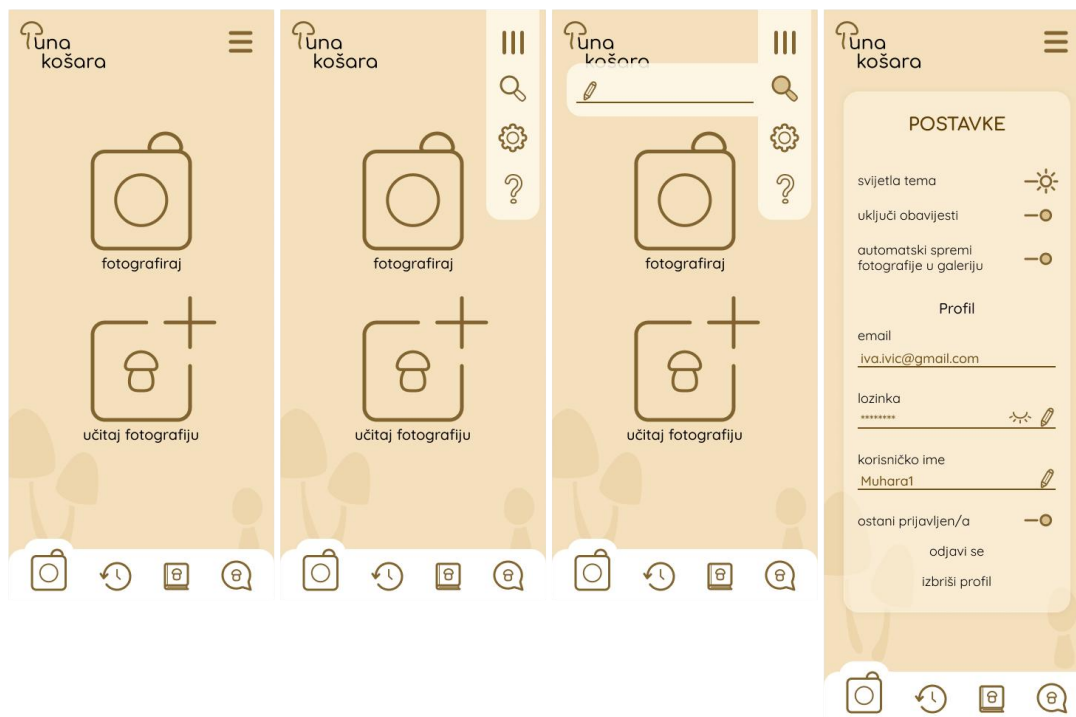 Puna
košara
fotografiraj
učitaj fotografiju
Puna
košara
fotografiraj
učitaj fotografiju
Puna
košara
fotografiraj
učitaj fotografiju
Puna
košara
POSTAVKE
svijetla tema
uključi obavijesti
automatski spremi
fotografije u galeriju
Profil
email
iva.ivic@gmail.com
lozinka
********
korisničko ime
Muhara1
ostani prijavljen/a
odjavi se
izbriši profil